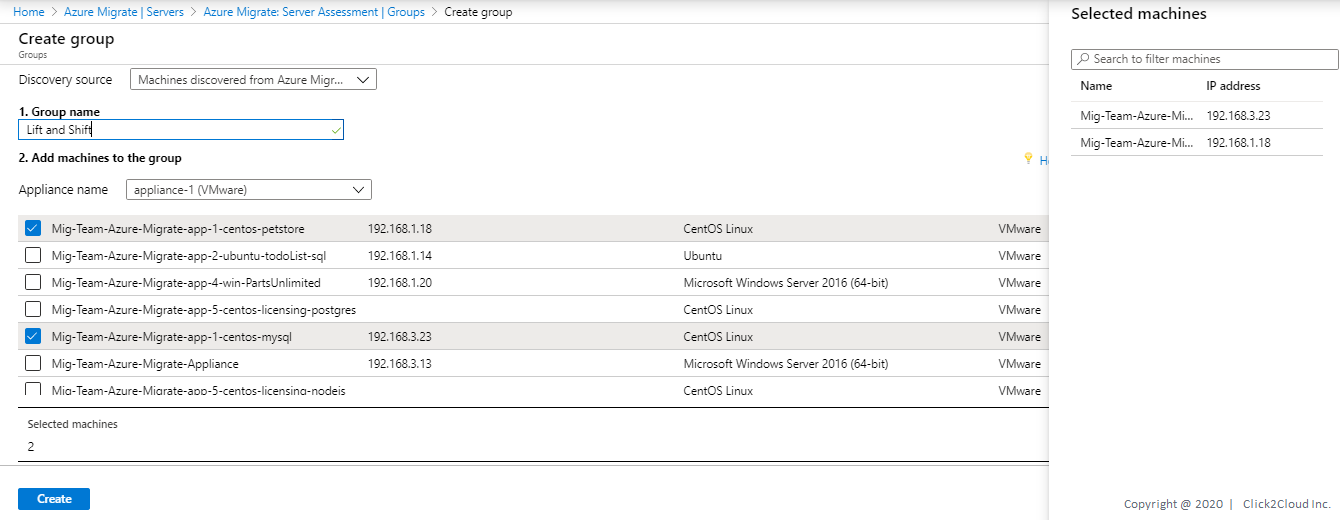 Home > Azure Migrate | Servers > Azure Migrate: Server Assessment | Groups > Create group
Create group
Groups
Discovery source Machines discovered from Azure Migr...
1. Group name
Lift and Shift
2. Add machines to the group
Appliance name appliance-1 (VMware)
Mig-Team-Azure-Migrate-app-1-centos-petstore 192.168.1.18 CentOS Linux VMware
Mig-Team-Azure-Migrate-app-2-ubuntu-todoList-sql 192.168.1.14 Ubuntu VMware
Mig-Team-Azure-Migrate-app-4-win-PartsUnlimited 192.168.1.20 Microsoft Windows Server 2016 (64-bit) VMware
Mig-Team-Azure-Migrate-app-5-centos-licensing-postgres CentOS Linux VMware
Mig-Team-Azure-Migrate-app-1-centos-mysql 192.168.3.23 CentOS Linux VMware
Mig-Team-Azure-Migrate-Appliance 192.168.3.13 Microsoft Windows Server 2016 (64-bit) VMware
Mig-Team-Azure-Migrate-app-5-centos-licensing-nodejs CentOS Linux VMware
Selected machines
2
Create
Selected machines
Search to filter machines
Name IP address
Mig-Team-Azure-Mi... 192.168.3.23
Mig-Team-Azure-Mi... 192.168.1.18
Copyright @ 2020 | Click2Cloud Inc.